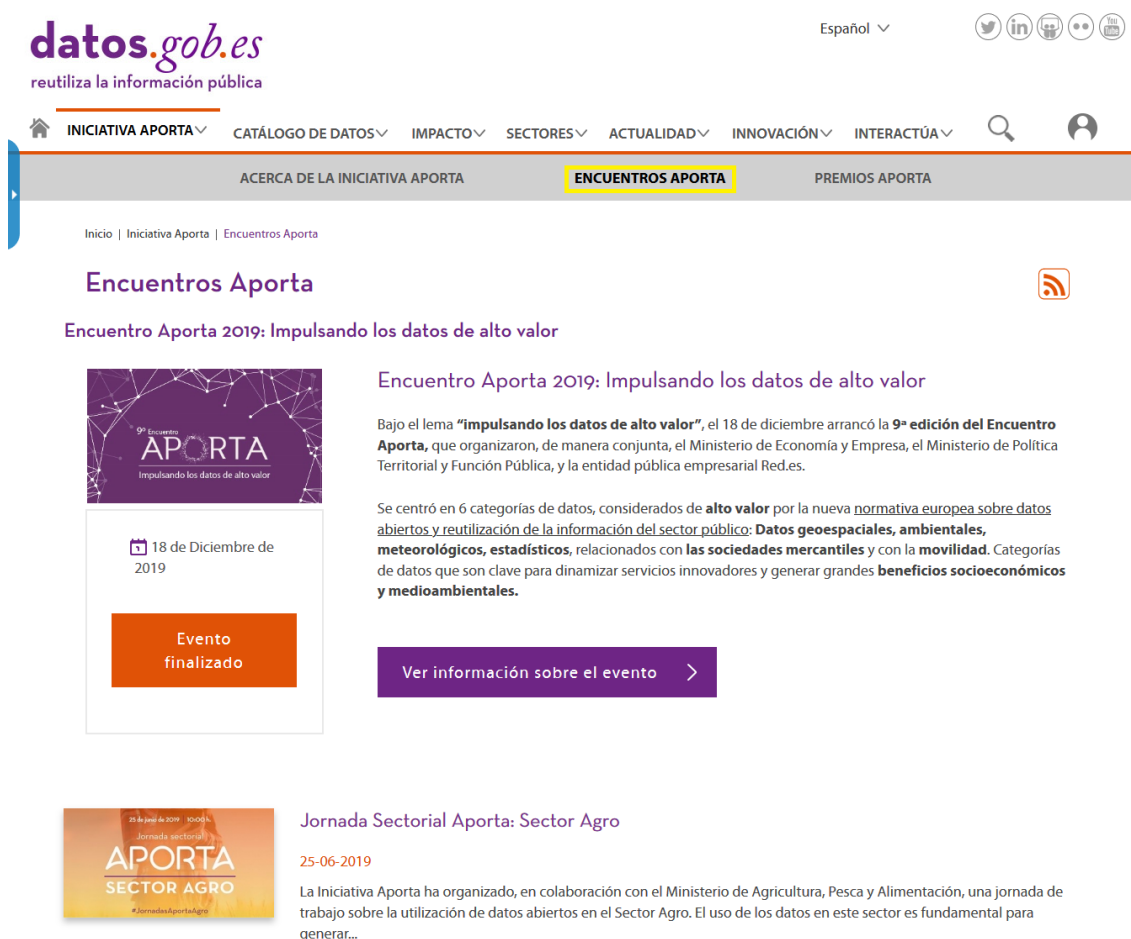 datos.gob.es
reutiliza la información pública
Español
You
Tube
INICIATIVA APORTA
CATÁLOGO DE DATOS
IMPACTO
SECTORES
ACTUALIDAD
INNOVACIÓN
INTERACTÚA
ACERCA DE LA INICIATIVA APORTA
ENCUENTROS APORTA
PREMIOS APORTA
Inicio | Iniciativa Aporta | Encuentros Aporta
Encuentros Aporta
Encuentro Aporta 2019: Impulsando los datos de alto valor
9º Encuentro
APORTA
Impulsando los datos de alto valor
18 de Diciembre de
2019
Evento
finalizado
Encuentro Aporta 2019: Impulsando los datos de alto valor
Bajo el lema “impulsando los datos de alto valor”, el 18 de diciembre arrancó la 9ª edición del Encuentro
Aporta, que organizaron, de manera conjunta, el Ministerio de Economía y Empresa, el Ministerio de Política
Territorial y Función Pública, y la entidad pública empresarial Red.es.
Se centró en 6 categorías de datos, considerados de alto valor por la nueva normativa europea sobre datos
abiertos y reutilización de la información del sector público: Datos geoespaciales, ambientales,
meteorológicos, estadísticos, relacionados con las sociedades mercantiles y con la movilidad. Categorías
de datos que son clave para dinamizar servicios innovadores y generar grandes beneficios socioeconómicos
y medioambientales.
Ver información sobre el evento
25 de junio de 2019 | 10:00 h.
Jornada sectorial
APORTA
SECTOR AGRO
#JornadasAportaAgro
Jornada Sectorial Aporta: Sector Agro
25-06-2019
La Iniciativa Aporta ha organizado, en colaboración con el Ministerio de Agricultura, Pesca y Alimentación, una jornada de
trabajo sobre la utilización de datos abiertos en el Sector Agro. El uso de los datos en este sector es fundamental para
generar...